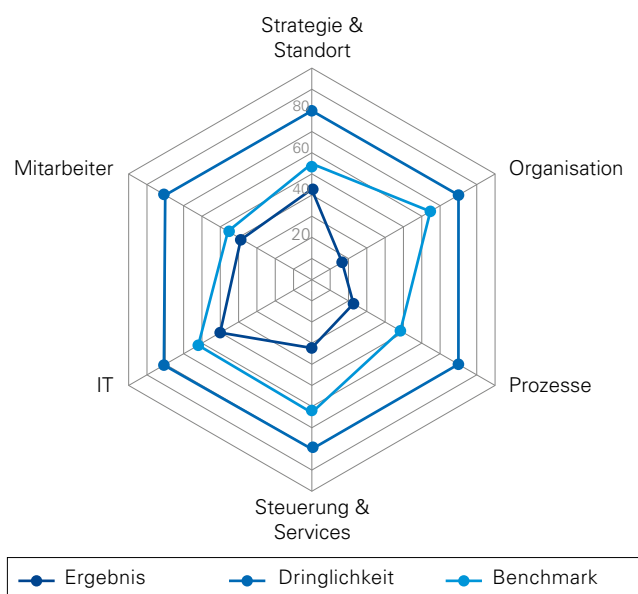 Strategie &
Standort
80
60
40
20
Mitarbeiter
Organisation
IT
Prozesse
Steuerung &
Services
Ergebnis
Dringlichkeit
Benchmark